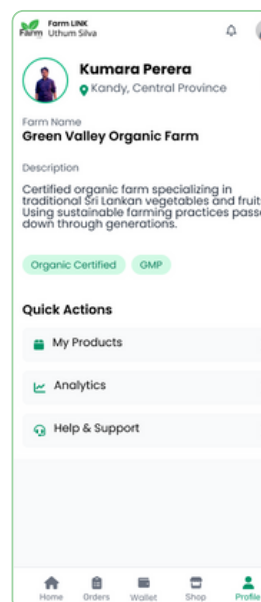 Farm LINK
Farm Uthum Silva
Kumara Perera
Kandy, Central Province
Farm Name
Green Valley Organic Farm
Description
Certified organic farm specializing in
traditional Sri Lankan vegetables and fruit
Using sustainable farming practices pass
down through generations.
Organic Certified GMP
Quick Actions
My Products
Analytics
Help & Support
Home Orders Wallet Shop Profile